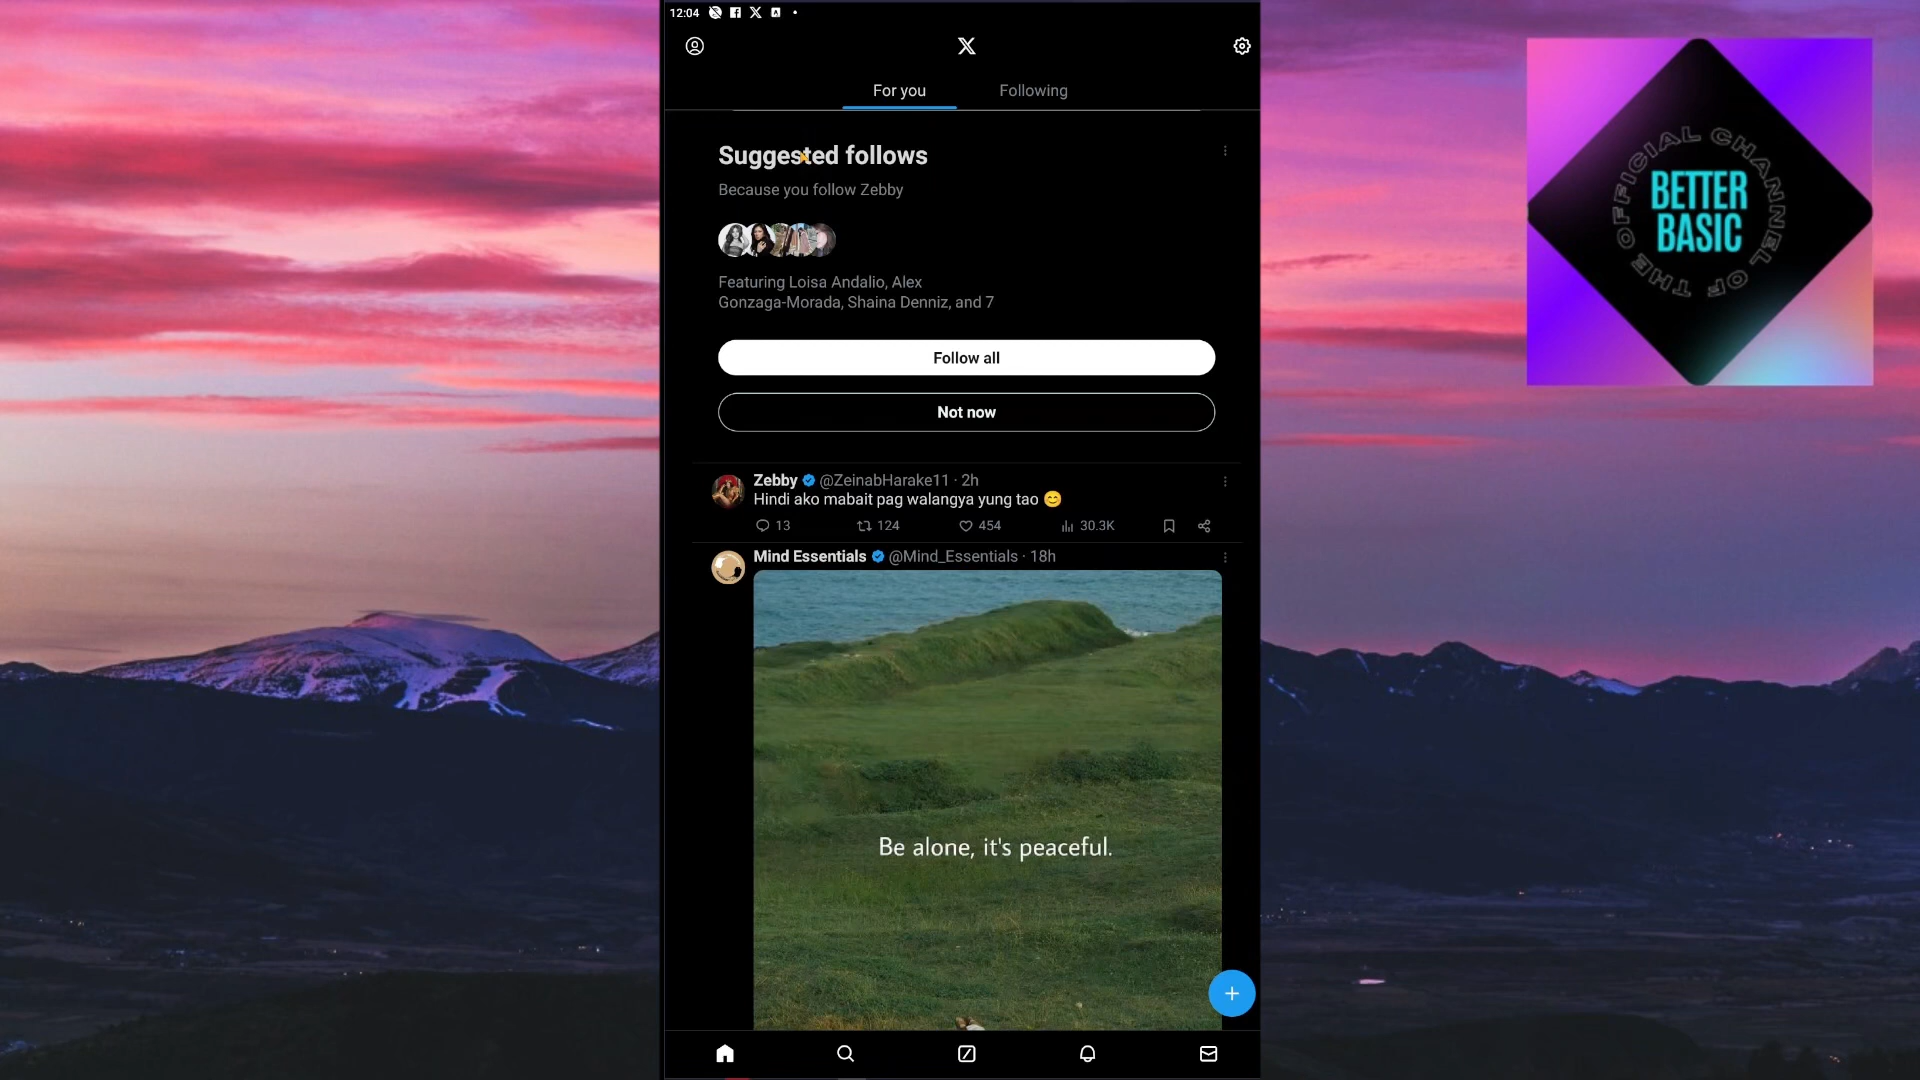 12:04
For you
Following
Suggested follows
Because you follow Zebby
Featuring Loisa Andalio, Alex
Gonzaga-Morada, Shaina Denniz, and 7
Follow all
Not now
Zebby @ZeinabHarake11 · 2h
Hindi ako mabait pag walangya yung tao 😊
13 124 454 30.3K
Mind Essentials @Mind_Essentials · 18h
Be alone, it's peaceful.
OFFICIAL CHANNEL OF THE
BETTER
BASIC